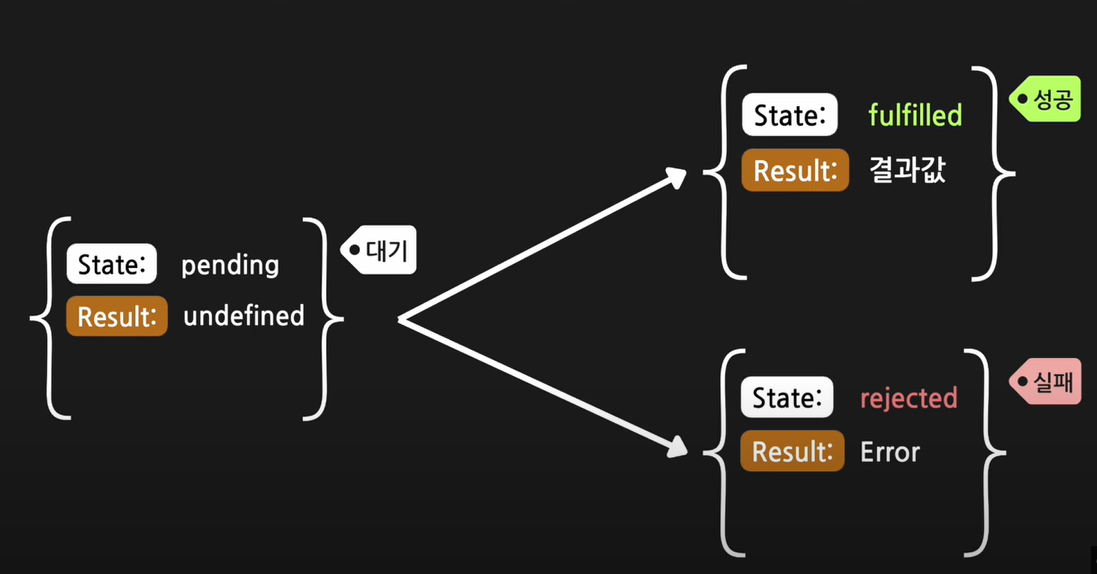 대기
State: pending
Result: undefined
성공
State: fulfilled
Result: 결과값
실패
State: rejected
Result: Error